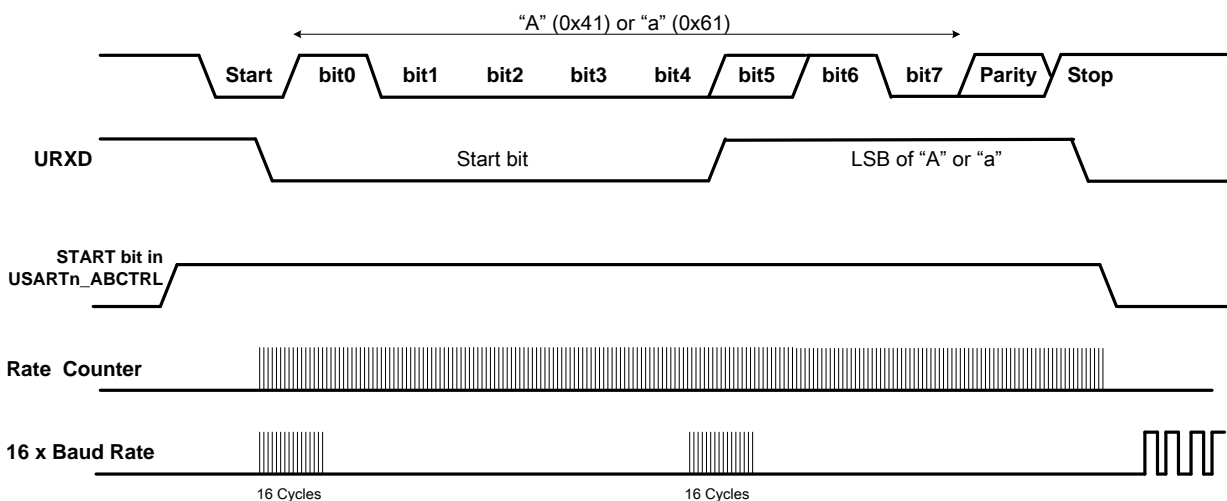 “A” (0x41) or “a” (0x61)
Start bit0 bit1 bit2 bit3 bit4 bit5 bit6 bit7 Parity Stop
URXD Start bit LSB of “A” or “a”
START bit in
USARTn_ABCTRL
Rate Counter
16 x Baud Rate
16 Cycles 16 Cycles